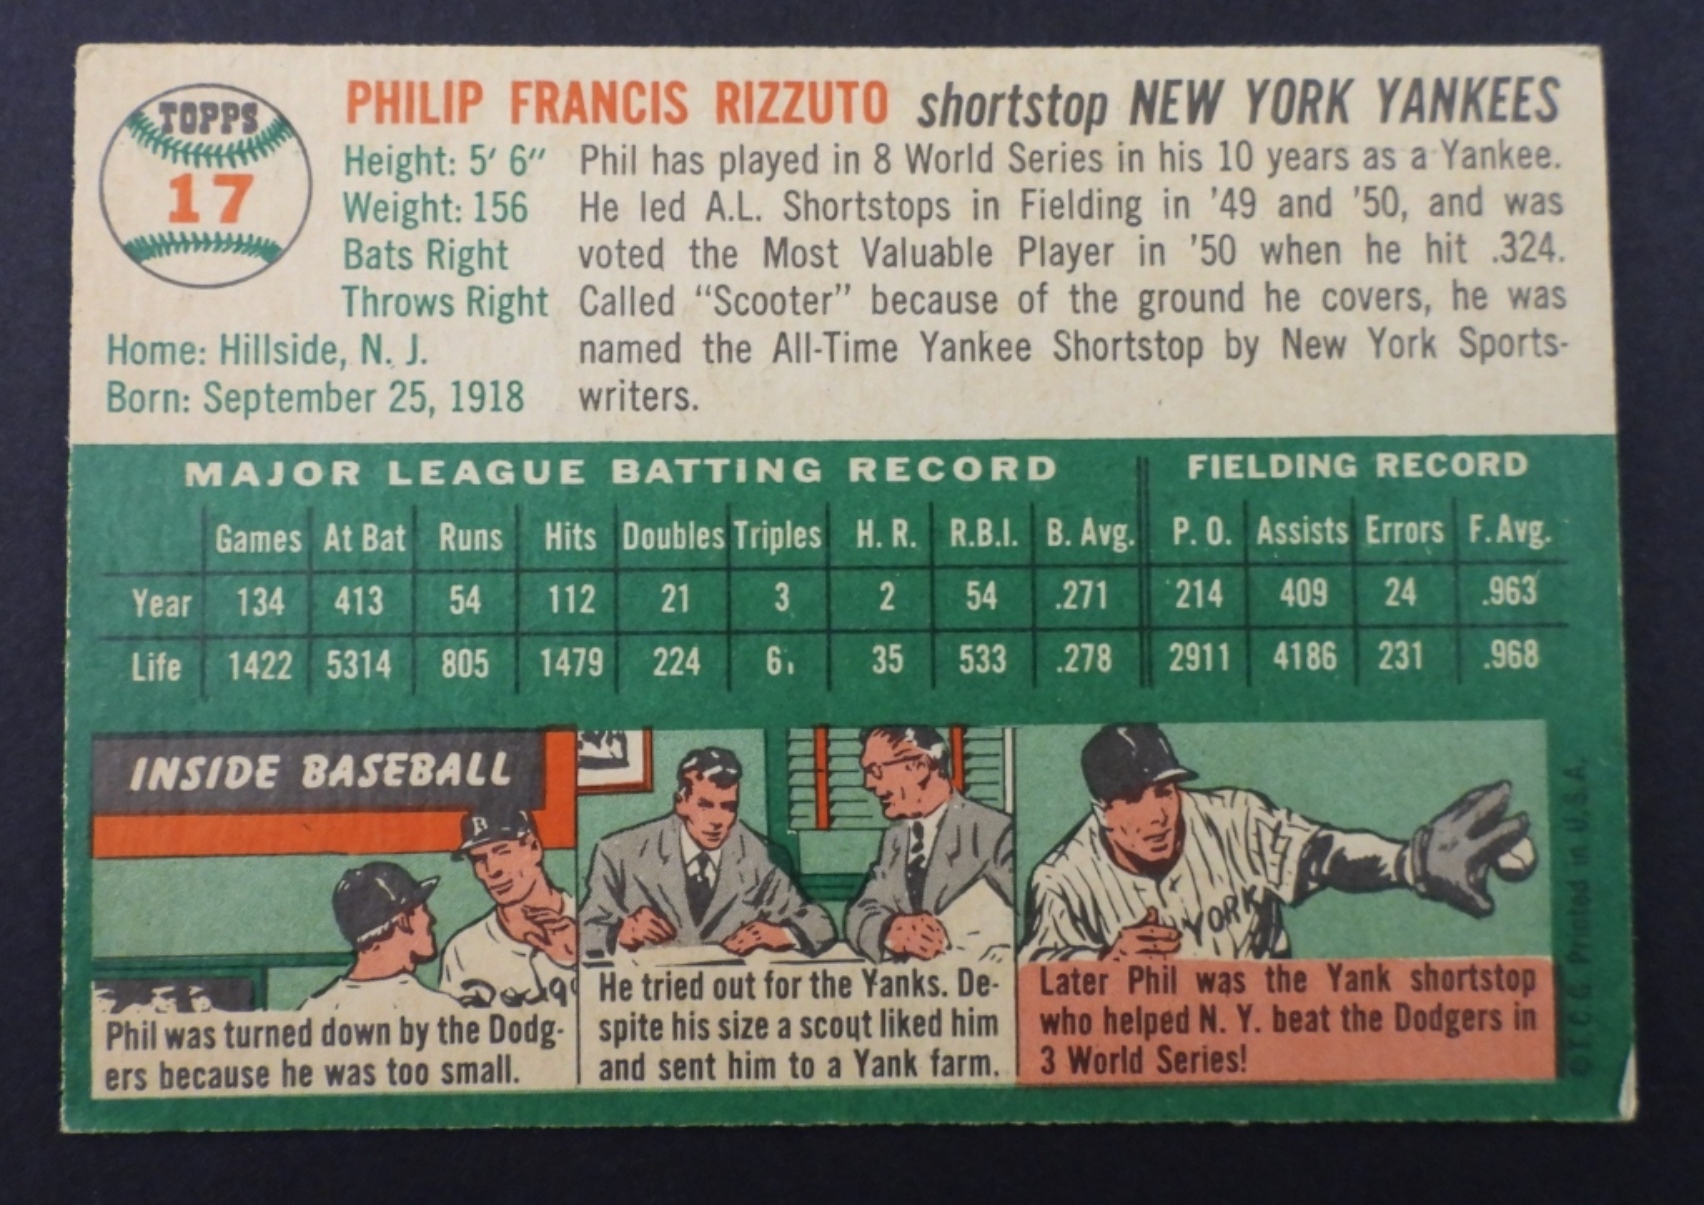 TOPPS
17
PHILIP FRANCIS RIZZUTO shortstop NEW YORK YANKEES
Height: 5' 6"
Weight: 156
Bats Right
Throws Right
Home: Hillside, N. J.
Born: September 25, 1918
Phil has played in 8 World Series in his 10 years as a Yankee.
He led A.L. Shortstops in Fielding in '49 and '50, and was
voted the Most Valuable Player in '50 when he hit .324.
Called "Scooter" because of the ground he covers, he was
named the All-Time Yankee Shortstop by New York Sports-
writers.
MAJOR LEAGUE BATTING RECORD FIELDING RECORD
Games At Bat Runs Hits Doubles Triples H. R. R.B.I. B. Avg. P. O. Assists Errors F. Avg.
Year 134 413 54 112 21 3 2 54 .271 214 409 24 .963
Life 1422 5314 805 1479 224 35 533 .278 2911 4186 231 .968
INSIDE BASEBALL
B
Dodg
Phil was turned down by the Dodg-
ers because he was too small.
He tried out for the Yanks. De-
spite his size a scout liked him
and sent him to a Yank farm.
YORK
Later Phil was the Yank shortstop
who helped N. Y. beat the Dodgers in
3 World Series!
© T. C. G. Printed in U.S.A.